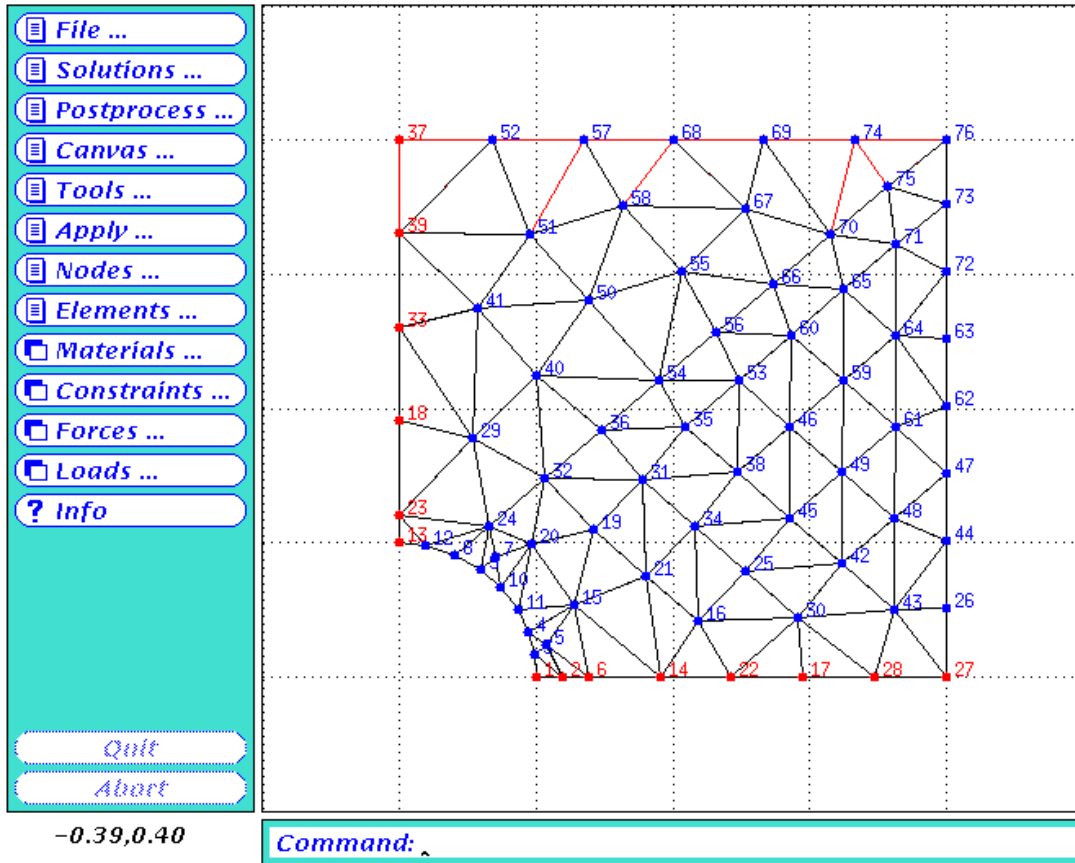 File ...
Solutions ...
Postprocess ...
Canvas ...
Tools ...
Apply ...
Nodes ...
Elements ...
Materials ...
Constraints ...
Forces ...
Loads ...
? Info
Quit
Abort
-0.39,0.40
37 52 57 68 69 74 76
75
58 67 73
39 51 70 71
55 72
66 65
41 50
33 56 60 64 63
40 54 53 59
62
18 36 35 46 61
29
32 31 38 49 47
23 24 19 34 45 48
13 12 20 44
8 7 42
9 21 25
10
11 15 43 26
4 16 30
5
3
1 2 6 14 22 17 28 27
Command: ^